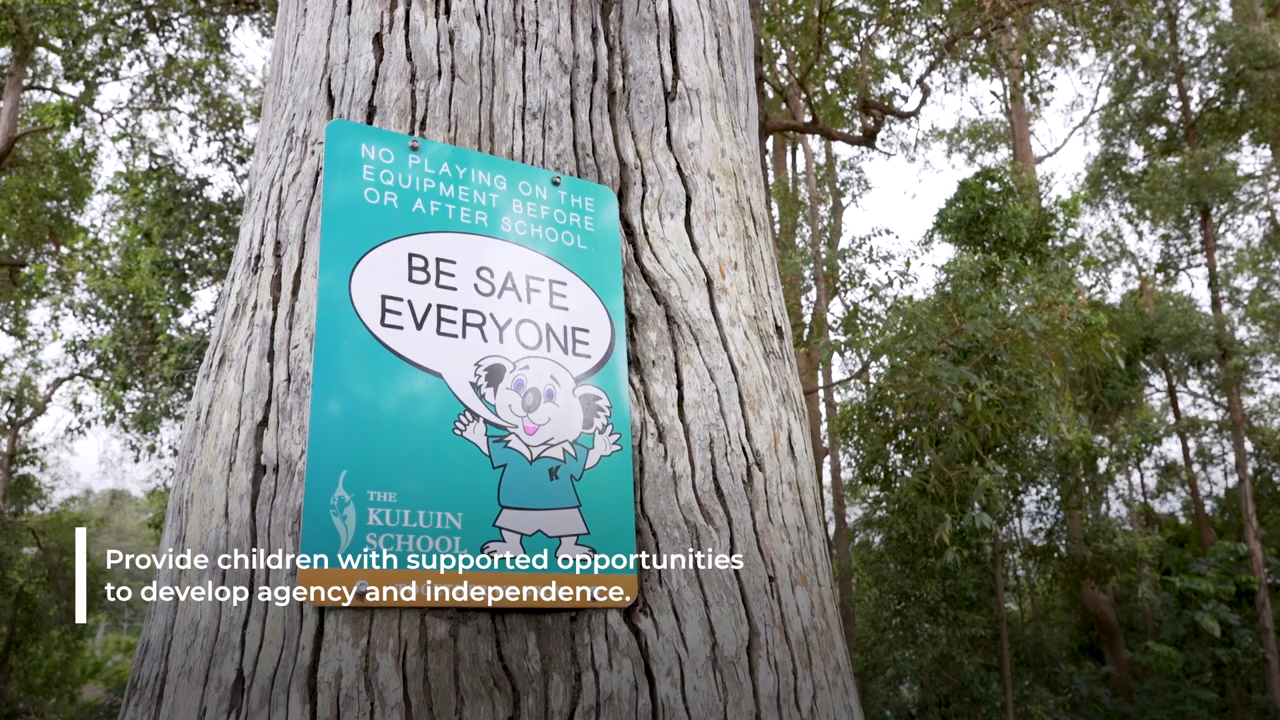 NO PLAYING ON THE
EQUIPMENT BEFORE
OR AFTER SCHOOL.
BE SAFE
EVERYONE
K
THE
KULUIN
SCHOOL
Provide children with supported opportunities
to develop agency and independence.